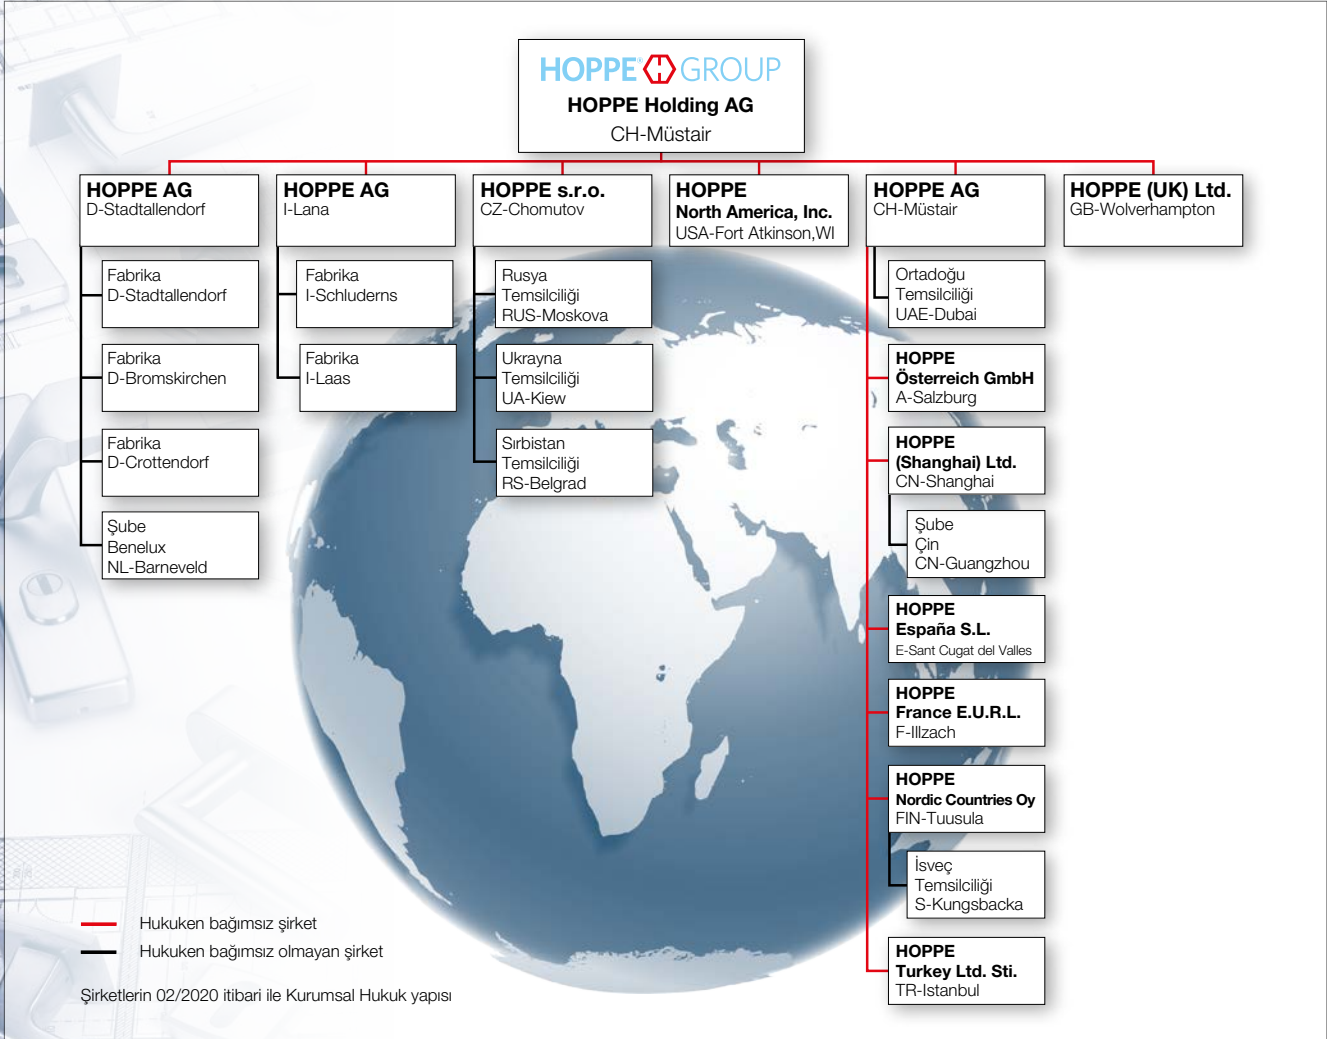 HOPPE® GROUP
HOPPE Holding AG
CH-Müstair
HOPPE AG
D-Stadtallendorf
Fabrika
D-Stadtallendorf
Fabrika
D-Bromskirchen
Fabrika
D-Crottendorf
Şube
Benelux
NL-Barneveld
HOPPE AG
I-Lana
Fabrika
I-Schluderns
Fabrika
I-Laas
HOPPE s.r.o.
CZ-Chomutov
Rusya
Temsilciliği
RUS-Moskova
Ukrayna
Temsilciliği
UA-Kiew
Sırbistan
Temsilciliği
RS-Belgrad
HOPPE
North America, Inc.
USA-Fort Atkinson,WI
HOPPE AG
CH-Müstair
Ortadoğu
Temsilciliği
UAE-Dubai
HOPPE
Österreich GmbH
A-Salzburg
HOPPE
(Shanghai) Ltd.
CN-Shanghai
Şube
Çin
CN-Guangzhou
HOPPE
España S.L.
E-Sant Cugat del Valles
HOPPE
France E.U.R.L.
F-Illzach
HOPPE
Nordic Countries Oy
FIN-Tuusula
İsveç
Temsilciliği
S-Kungsbacka
HOPPE
Turkey Ltd. Sti.
TR-Istanbul
HOPPE (UK) Ltd.
GB-Wolverhampton
Hukuken bağımsız şirket
Hukuken bağımsız olmayan şirket
Şirketlerin 02/2020 itibari ile Kurumsal Hukuk yapısı